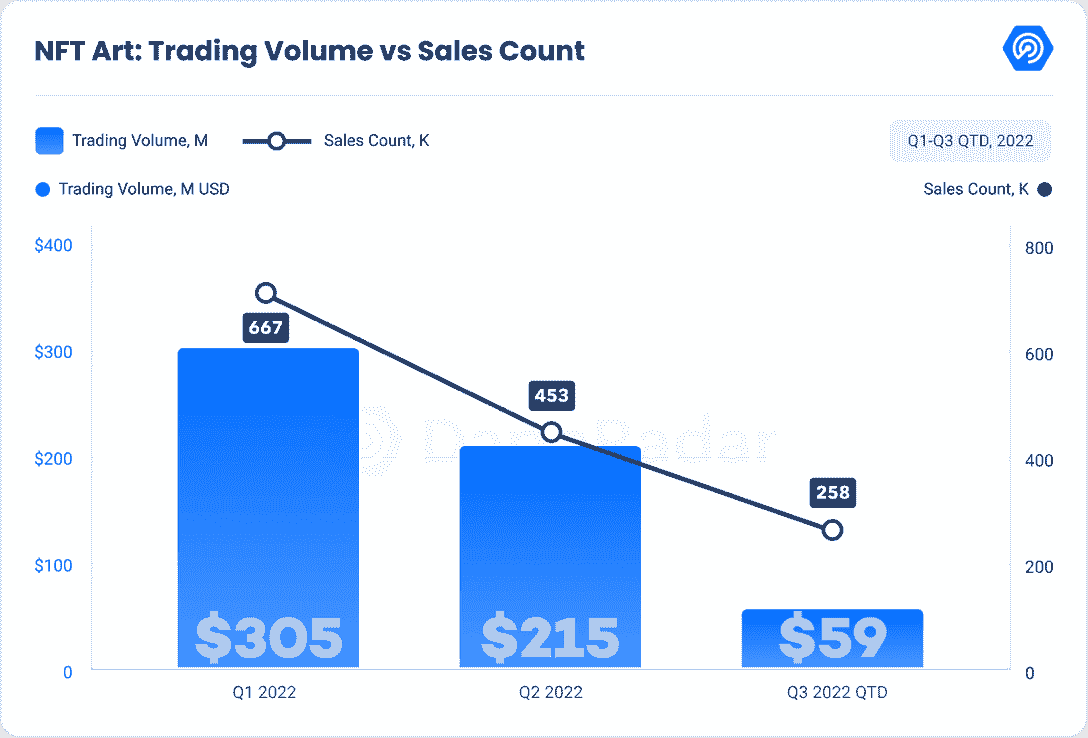 NFT Art: Trading Volume vs Sales Count
Trading Volume, M
Sales Count, K
Q1-Q3 QTD, 2022
Trading Volume, M USD
Sales Count, K
$400
800
667
$300
600
453
DappRadar
$200
400
258
$100
200
$305
$215
$59
0
0
Q1 2022
Q2 2022
Q3 2022 QTD